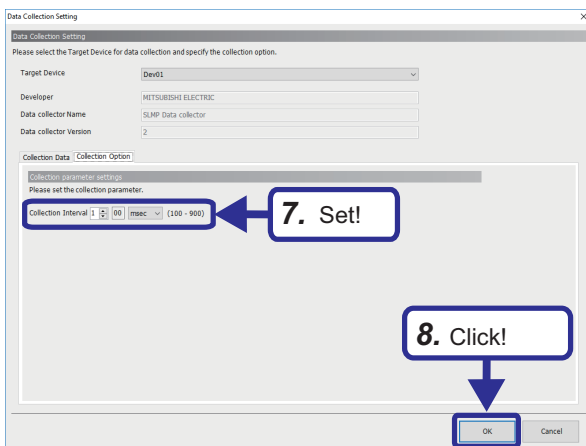 Data Collection Setting
Data Collection Setting
Please select the Target Device for data collection and specify the collection option.
Target Device Dev01
Developer MITSUBISHI ELECTRIC
Data collector Name SLMP Data collector
Data collector Version 2
Collection Data Collection Option
Collection parameter settings
Please set the collection parameter.
Collection Interval 1 00 msec (100 - 900)
7. Set!
8. Click!
OK Cancel